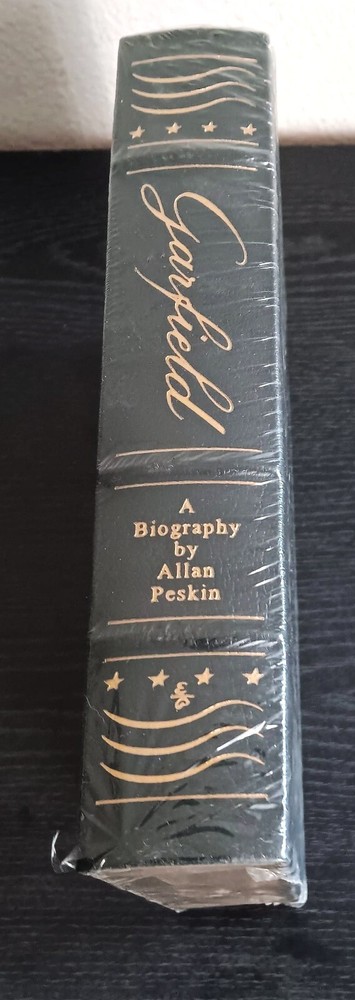 Garfield
A
Biography
by
Allan
Peskin